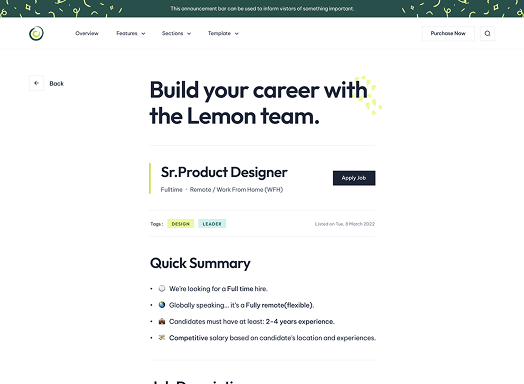 This announcement bar can be used to inform vistors of something important.
Overview Features Sections Template Purchase Now
Back
Build your career with
the Lemon team.
Sr.Product Designer
Fulltime · Remote / Work From Home (WFH)
Apply Job
Tags : DESIGN LEADER Listed on Tue, 8 March 2022
Quick Summary
• We're looking for a Full time hire.
• Globally speaking... it's a Fully remote(flexible).
• Candidates must have at least: 2-4 years experience.
• Competitive salary based on candidate's location and experiences.